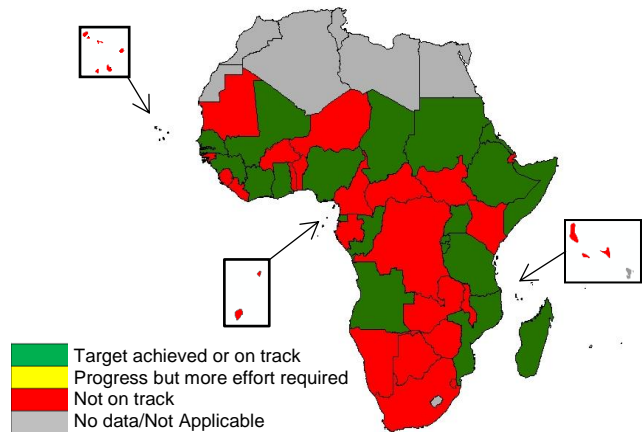 Target achieved or on track
Progress but more effort required
Not on track
No data/Not Applicable